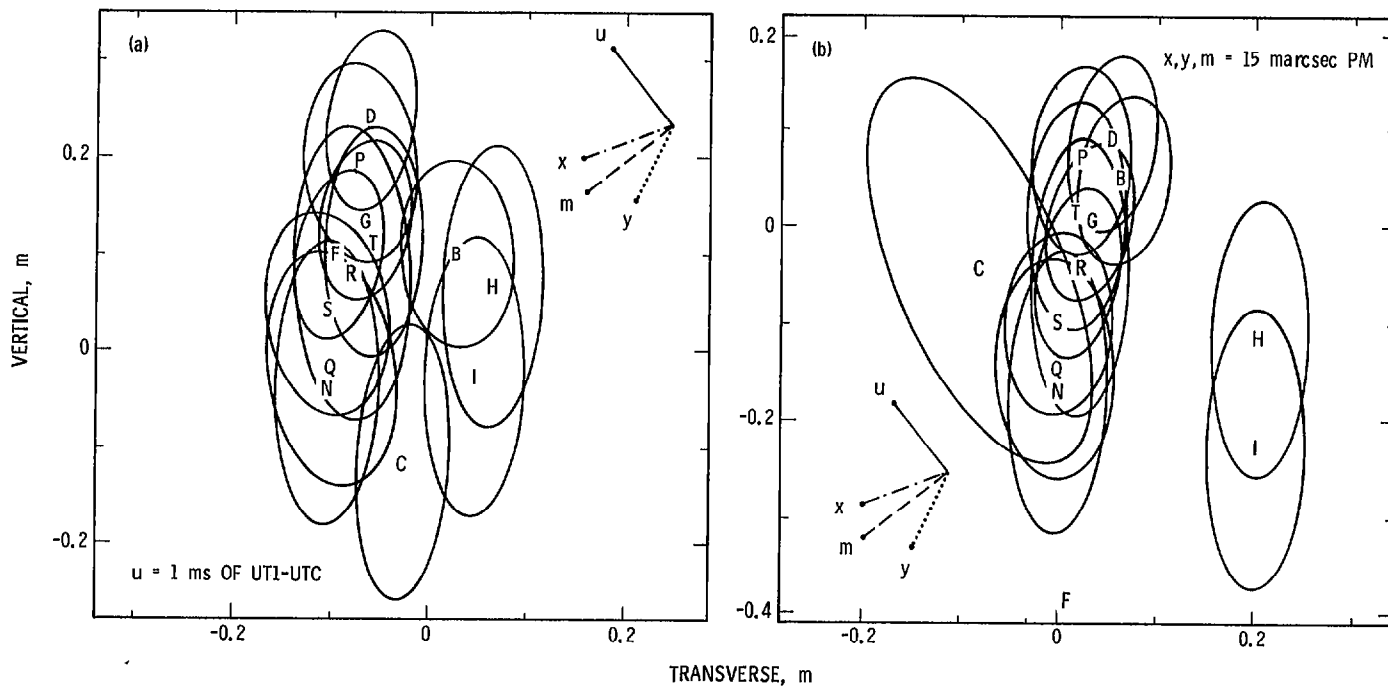 (a)
u
x
m
y
D
P
G
T
F
R
B
H
S
Q
N
I
C
u = 1 ms OF UT1-UTC
0.2
0
-0.2
-0.2
0
0.2
VERTICAL, m
(b)
x,y,m = 15 marcsec PM
D
P
B
T
G
C
R
S
H
Q
N
I
u
x
m
y
F
0.2
0
-0.2
-0.4
-0.2
0
0.2
TRANSVERSE, m